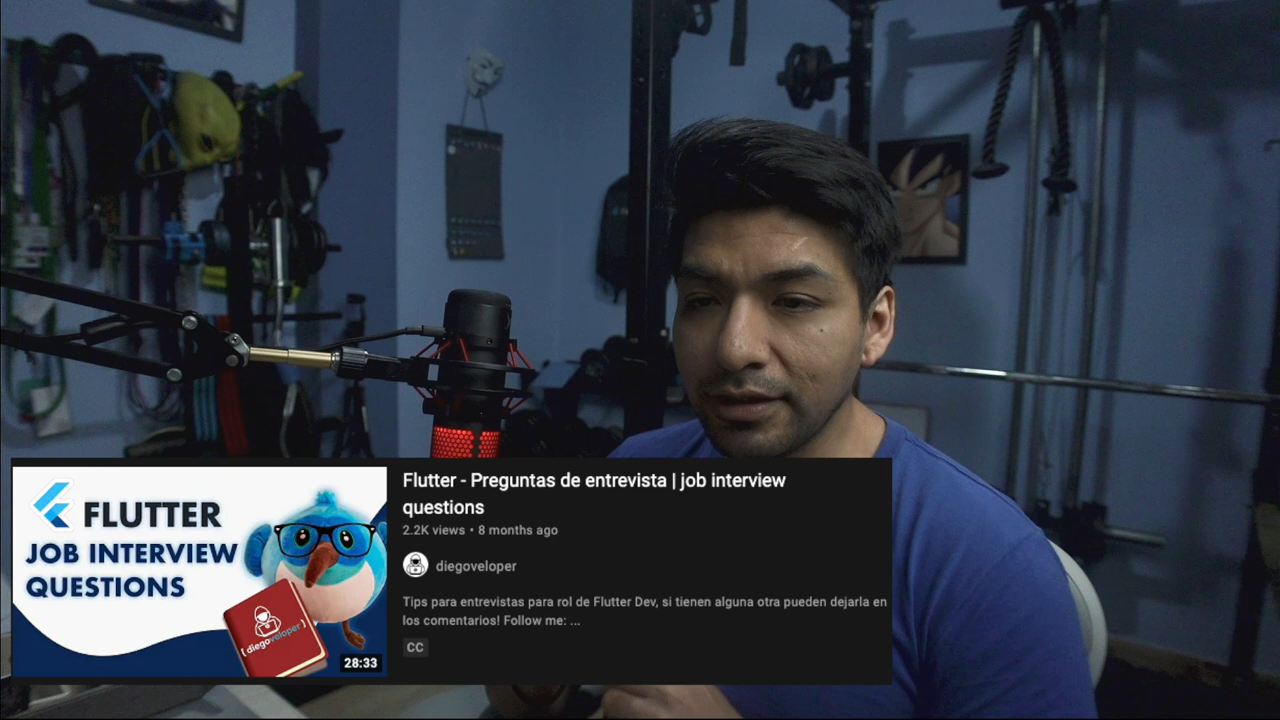 FLUTTER
JOB INTERVIEW
QUESTIONS
{ diegoveloper }
28:33
Flutter - Preguntas de entrevista | job interview
questions
2.2K views • 8 months ago
diegoveloper
Tips para entrevistas para rol de Flutter Dev, si tienen alguna otra pueden dejarla en
los comentarios! Follow me: ...
CC